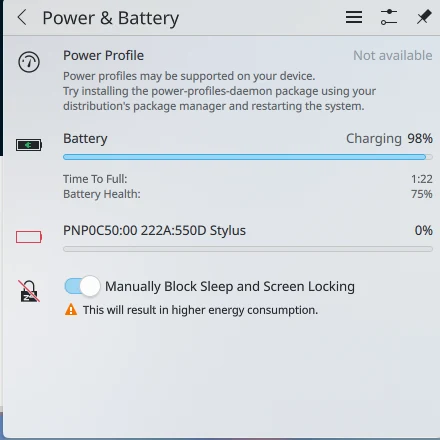 Power & Battery
Power Profile Not available
Power profiles may be supported on your device.
Try installing the power-profiles-daemon package using your
distribution's package manager and restarting the system.
Battery Charging 98%
Time To Full: 1:22
Battery Health: 75%
PNP0C50:00 222A:550D Stylus 0%
Manually Block Sleep and Screen Locking
This will result in higher energy consumption.